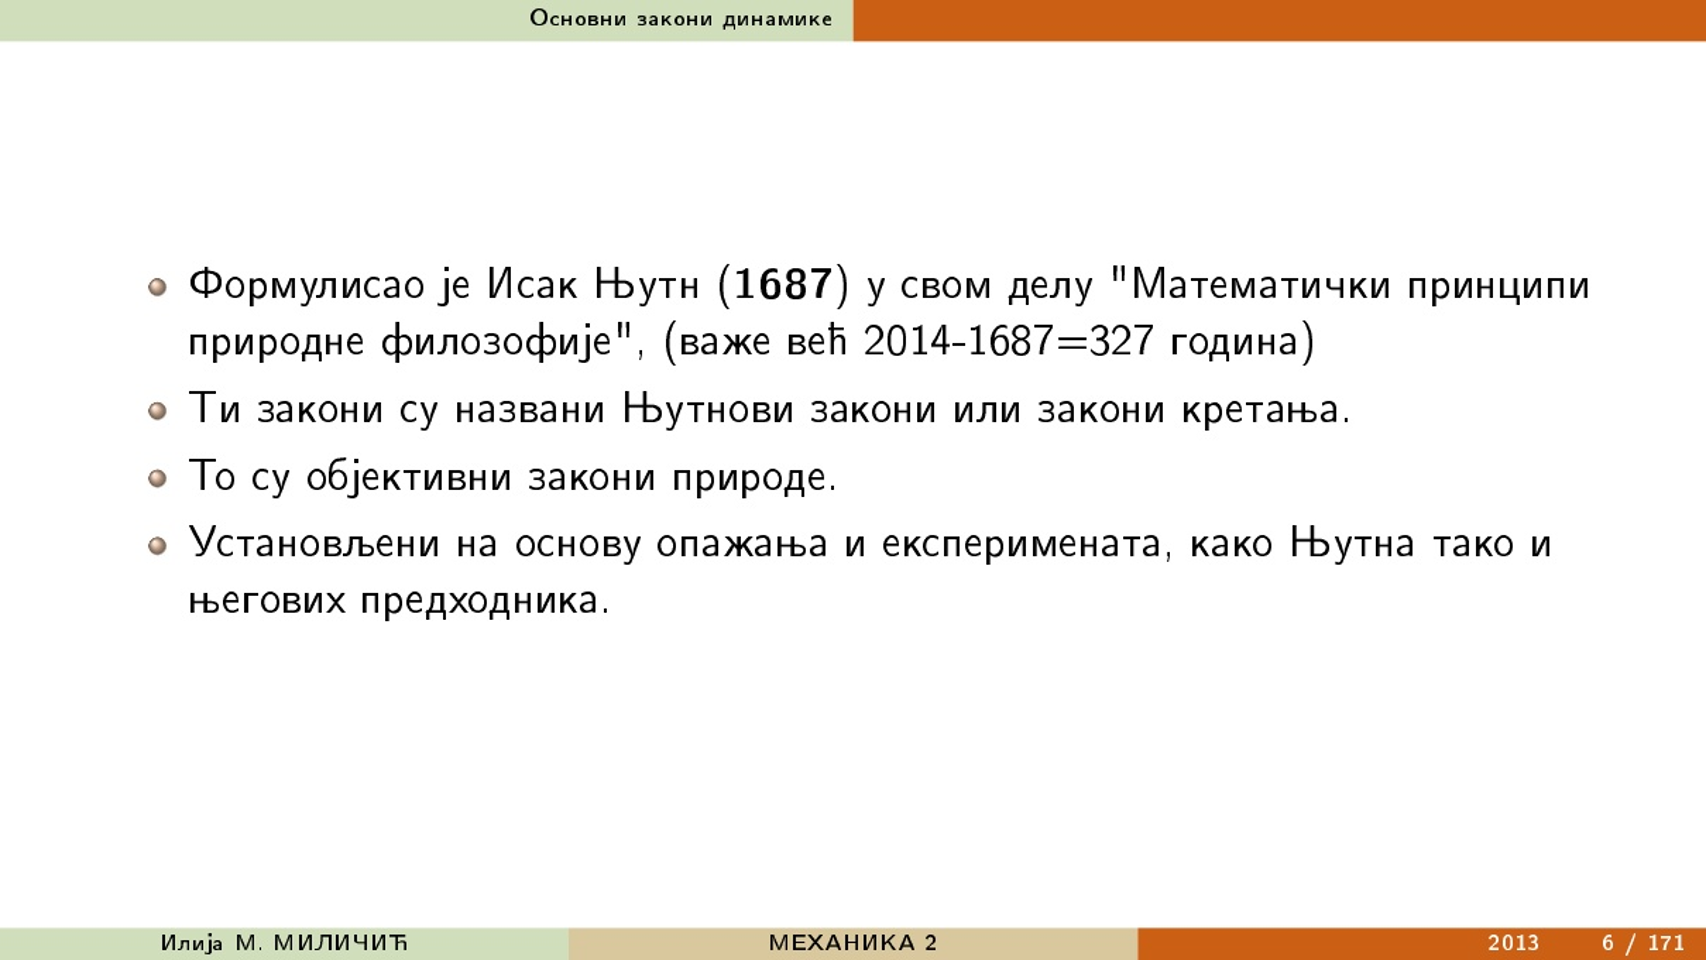 Основни закони динамике
Формулисао је Исак Њутн (1687) у свом делу "Математички принципи
природне филозофије", (важе већ 2014-1687=327 година)
Ти закони су названи Њутнови закони или закони кретања.
То су објективни закони природе.
Установљени на основу опажања и експеримената, како Њутна тако и
његових предходника.
Илија М. МИЛИЧИЋ МЕХАНИКА 2 2013 6 / 171